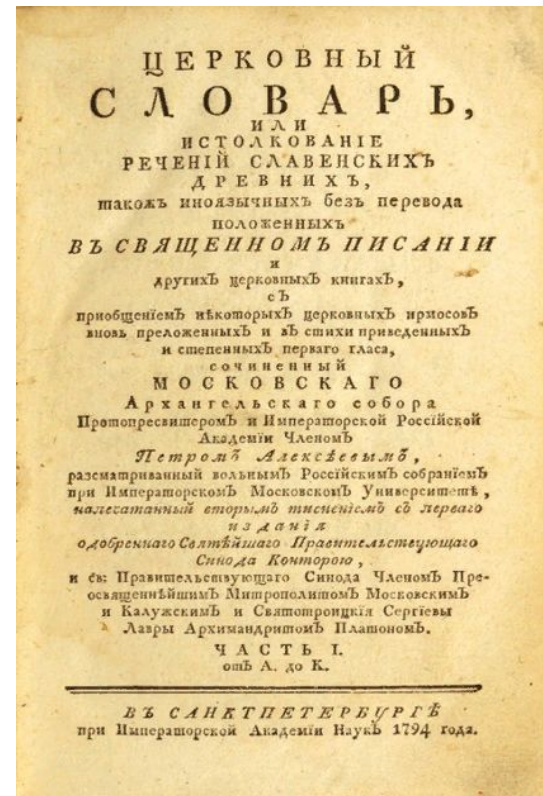 ЦЕРКОВНЫЙ
СЛОВАРЬ,
ИЛИ
ИСТОЛКОВАНІЕ
РЕЧЕНІЙ СЛАВЕНСКИХЪ
ДРЕВНИХЪ,
такожъ иноязычныхъ безъ перевода
положенныхъ
ВЪ СВЯЩЕННОМЪ ПИСАНІИ
и
другихъ церковныхъ книгахъ,
съ
приобщеніемъ нѣкоторыхъ церковныхъ ирмосовъ
вновь преложенныхъ и въ стихи приведенныхъ
и степенныхъ перваго гласа,
сочиненный
МОСКОВСКАГО
Архангельскаго собора
Протопресвитеромъ и Императорской Россійской
Академіи Членомъ
Петромъ Алексѣевымъ,
разсматриванный вольнымъ Россійскимъ собраніемъ
при Императорскомъ Московскомъ Университетѣ,
напечатанный вторымъ тисненіемъ съ перваго
изданія
одобреннаго Святѣйшаго Правительствующаго
Синода Конторою,
и Св: Правительствующаго Синода Членомъ Пре-
освященнѣйшимъ Митрополитомъ Московскимъ
и Калужскимъ и Святотроицкія Сергіевы
Лавры Архимандритомъ Платономъ.
ЧАСТЬ I.
отъ А. до К.
ВЪ САНКТПЕТЕРБУРГѢ
при Императорской Академіи Наукъ 1794 года.